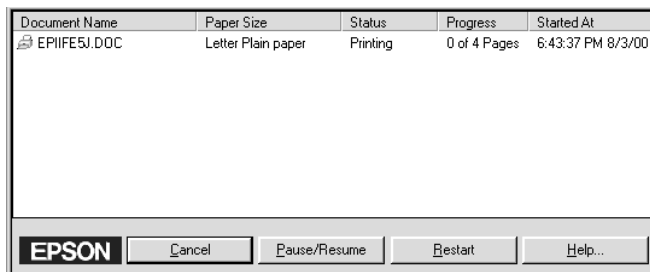 Document Name Paper Size Status Progress Started At
EPIIFE5J.DOC Letter Plain paper Printing 0 of 4 Pages 6:43:37 PM 8/3/00
EPSON Cancel Pause/Resume Restart Help...